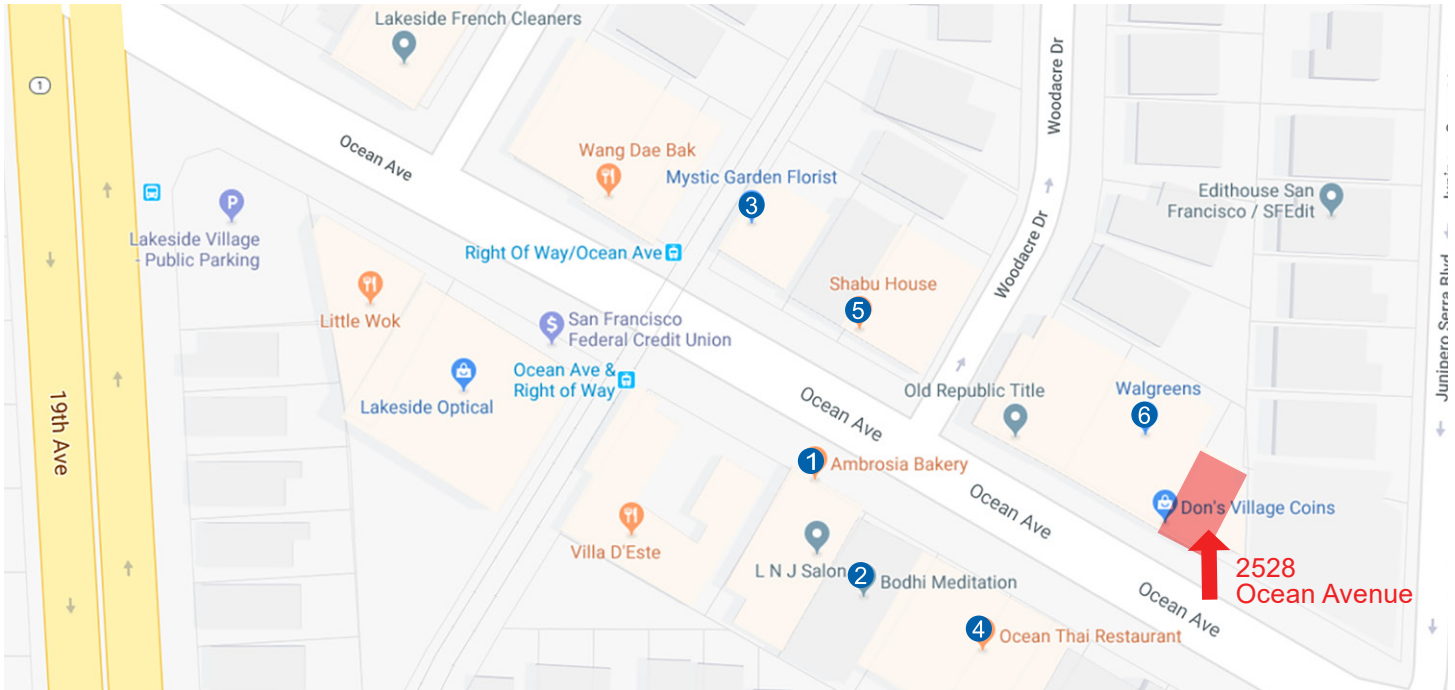 Lakeside French Cleaners
1
Ocean Ave
Wang Dae Bak
Mystic Garden Florist
3
Woodacre Dr
Woodacre Dr
Edithouse San
Francisco / SFEdit
P
Lakeside Village
- Public Parking
Right Of Way/Ocean Ave
Shabu House
5
Little Wok
$
San Francisco
Federal Credit Union
Ocean Ave &
Right of Way
Lakeside Optical
19th Ave
Ocean Ave
Old Republic Title
Walgreens
6
Junipero Serra Blvd
1
Ambrosia Bakery
Ocean Ave
Don's Village Coins
Villa D'Este
L N J Salon
2
Bodhi Meditation
2528
Ocean Avenue
Ocean Ave
4
Ocean Thai Restaurant